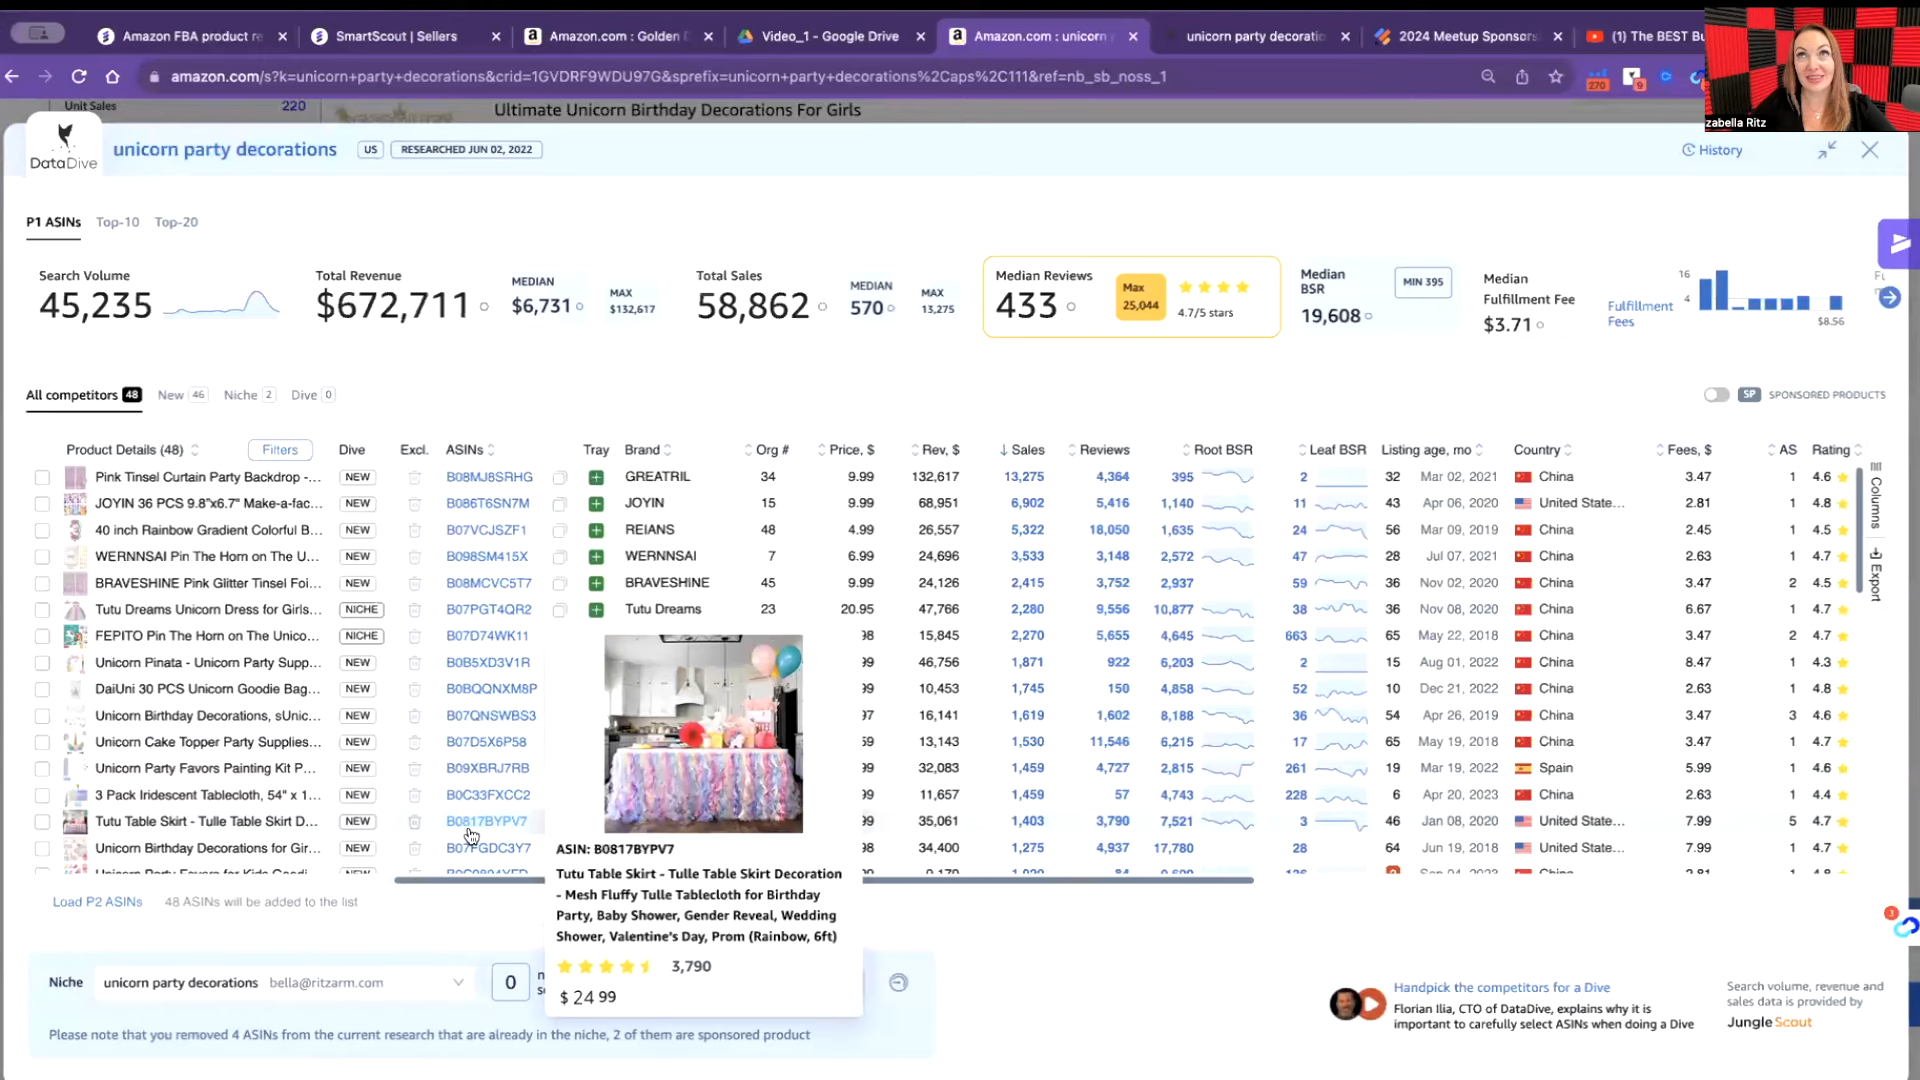 Amazon FBA product re
SmartScout | Sellers
Amazon.com : Golden D
Video_1 - Google Drive
Amazon.com : unicorn p
unicorn party decoratio
2024 Meetup Sponsors
(1) The BEST Bu
amazon.com/s?k=unicorn+party+decorations&crid=1GVDRF9WDU97G&sprefix=unicorn+party+decorations%2Caps%2C111&ref=nb_sb_noss_1
270
9
zabella Ritz
Unit Sales 220
Ultimate Unicorn Birthday Decorations For Girls
DataDive
unicorn party decorations US RESEARCHED JUN 02, 2022
History
P1 ASINs Top-10 Top-20
Search Volume
45,235
Total Revenue
$672,711
MEDIAN
$6,731
MAX
$132,617
Total Sales
58,862
MEDIAN
570
MAX
13,275
Median Reviews
433
Max
25,044
4.7/5 stars
Median
BSR
MIN 395
19,608
Median
Fulfillment Fee
$3.71
Fulfillment
Fees
16
4
$8.56
All competitors 48 New 46 Niche 2 Dive 0
SP SPONSORED PRODUCTS
Product Details (48) Filters Dive Excl. ASINs Tray Brand Org # Price, $ Rev, $ Sales Reviews Root BSR Leaf BSR Listing age, mo Country Fees, $ AS Rating
Pink Tinsel Curtain Party Backdrop -... NEW B08MJ8SRHG GREATRIL 34 9.99 132,617 13,275 4,364 395 2 32 Mar 02, 2021 China 3.47 1 4.6
JOYIN 36 PCS 9.8"x6.7" Make-a-fac... NEW B086T6SN7M JOYIN 15 9.99 68,951 6,902 5,416 1,140 11 43 Apr 06, 2020 United State... 2.81 1 4.8
40 inch Rainbow Gradient Colorful B... NEW B07VCJSZF1 REIANS 48 4.99 26,557 5,322 18,050 1,635 24 56 Mar 09, 2019 China 2.45 1 4.5
WERNNSAI Pin The Horn on The U... NEW B098SM415X WERNNSAI 7 6.99 24,696 3,533 3,148 2,572 47 28 Jul 07, 2021 China 2.63 1 4.7
BRAVESHINE Pink Glitter Tinsel Foi... NEW B08MCVC5T7 BRAVESHINE 45 9.99 24,126 2,415 3,752 2,937 59 36 Nov 02, 2020 China 3.47 2 4.5
Tutu Dreams Unicorn Dress for Girls... NICHE B07PGT4QR2 Tutu Dreams 23 20.95 47,766 2,280 9,556 10,877 38 36 Nov 08, 2020 China 6.67 1 4.7
FEPITO Pin The Horn on The Unico... NICHE B07D74WK11 98 15,845 2,270 5,655 4,645 663 65 May 22, 2018 China 3.47 2 4.7
Unicorn Pinata - Unicorn Party Supp... NEW B0B5XD3V1R 99 46,756 1,871 922 6,203 2 15 Aug 01, 2022 China 8.47 1 4.3
DaiUni 30 PCS Unicorn Goodie Bag... NEW B0BQQNXM8P 99 10,453 1,745 150 4,858 52 10 Dec 21, 2022 China 2.63 1 4.8
Unicorn Birthday Decorations, sUnic... NEW B07QNSWBS3 97 16,141 1,619 1,602 8,188 36 54 Apr 26, 2019 China 3.47 3 4.6
Unicorn Cake Topper Party Supplies... NEW B07D5X6P58 59 13,143 1,530 11,546 6,215 17 65 May 19, 2018 China 3.47 1 4.7
Unicorn Party Favors Painting Kit P... NEW B09XBRJ7RB 99 32,083 1,459 4,727 2,815 261 19 Mar 19, 2022 Spain 5.99 1 4.6
3 Pack Iridescent Tablecloth, 54" x 1... NEW B0C33FXCC2 99 11,657 1,459 57 4,743 228 6 Apr 20, 2023 China 2.63 1 4.4
Tutu Table Skirt - Tulle Table Skirt D... NEW B0817BYPV7 99 35,061 1,403 3,790 7,521 3 46 Jan 08, 2020 United State... 7.99 5 4.7
Unicorn Birthday Decorations for Gir... NEW B07FGDC3Y7 98 34,400 1,275 4,937 17,780 28 64 Jun 19, 2018 United State... 7.99 1 4.7
Columns
Export
ASIN: B0817BYPV7
Tutu Table Skirt - Tulle Table Skirt Decoration
- Mesh Fluffy Tulle Tablecloth for Birthday
Party, Baby Shower, Gender Reveal, Wedding
Shower, Valentine's Day, Prom (Rainbow, 6ft)
3,790
$ 24 99
Load P2 ASINs 48 ASINs will be added to the list
Niche unicorn party decorations bella@ritzarm.com 0
Please note that you removed 4 ASINs from the current research that are already in the niche, 2 of them are sponsored product
3
Handpick the competitors for a Dive
Florian Ilia, CTO of DataDive, explains why it is
important to carefully select ASINs when doing a Dive
Search volume, revenue and
sales data is provided by
Jungle Scout